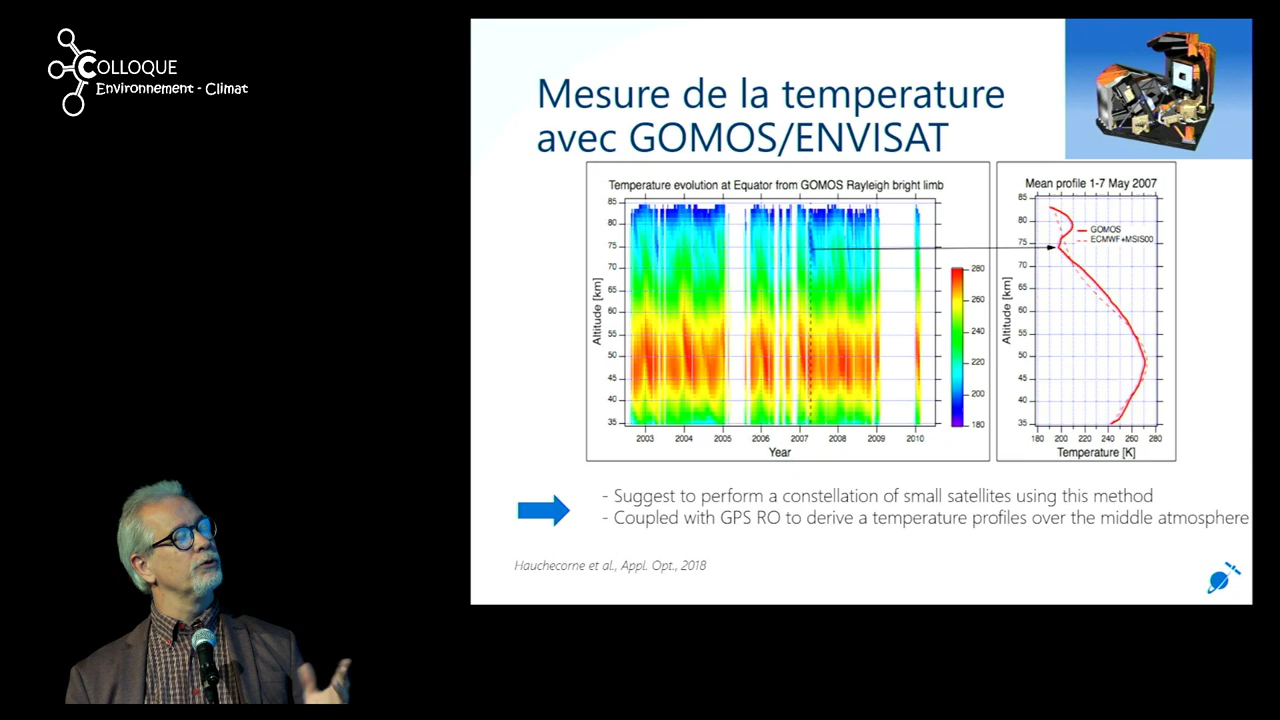 COLLOQUE
Environnement - Climat
Mesure de la temperature
avec GOMOS/ENVISAT
Temperature evolution at Equator from GOMOS Rayleigh bright limb
85
80
75
70
65
60
55
50
45
40
35
Altitude [km]
2003 2004 2005 2006 2007 2008 2009 2010
Year
280
260
240
220
200
180
Mean profile 1-7 May 2007
GOMOS
ECMWF+MSIS00
85
80
75
70
65
60
55
50
45
40
35
Altitude [km]
180 200 220 240 260 280
Temperature [K]
- Suggest to perform a constellation of small satellites using this method
- Coupled with GPS RO to derive a temperature profiles over the middle atmosphere
Hauchecorne et al., Appl. Opt., 2018